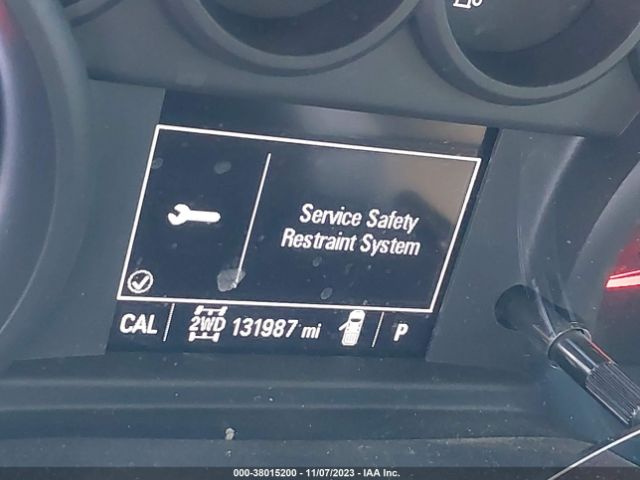 Service Safety
Restraint System
CAL 2WD 131987 mi P
000-38015200 - 11/07/2023 - IAA Inc.